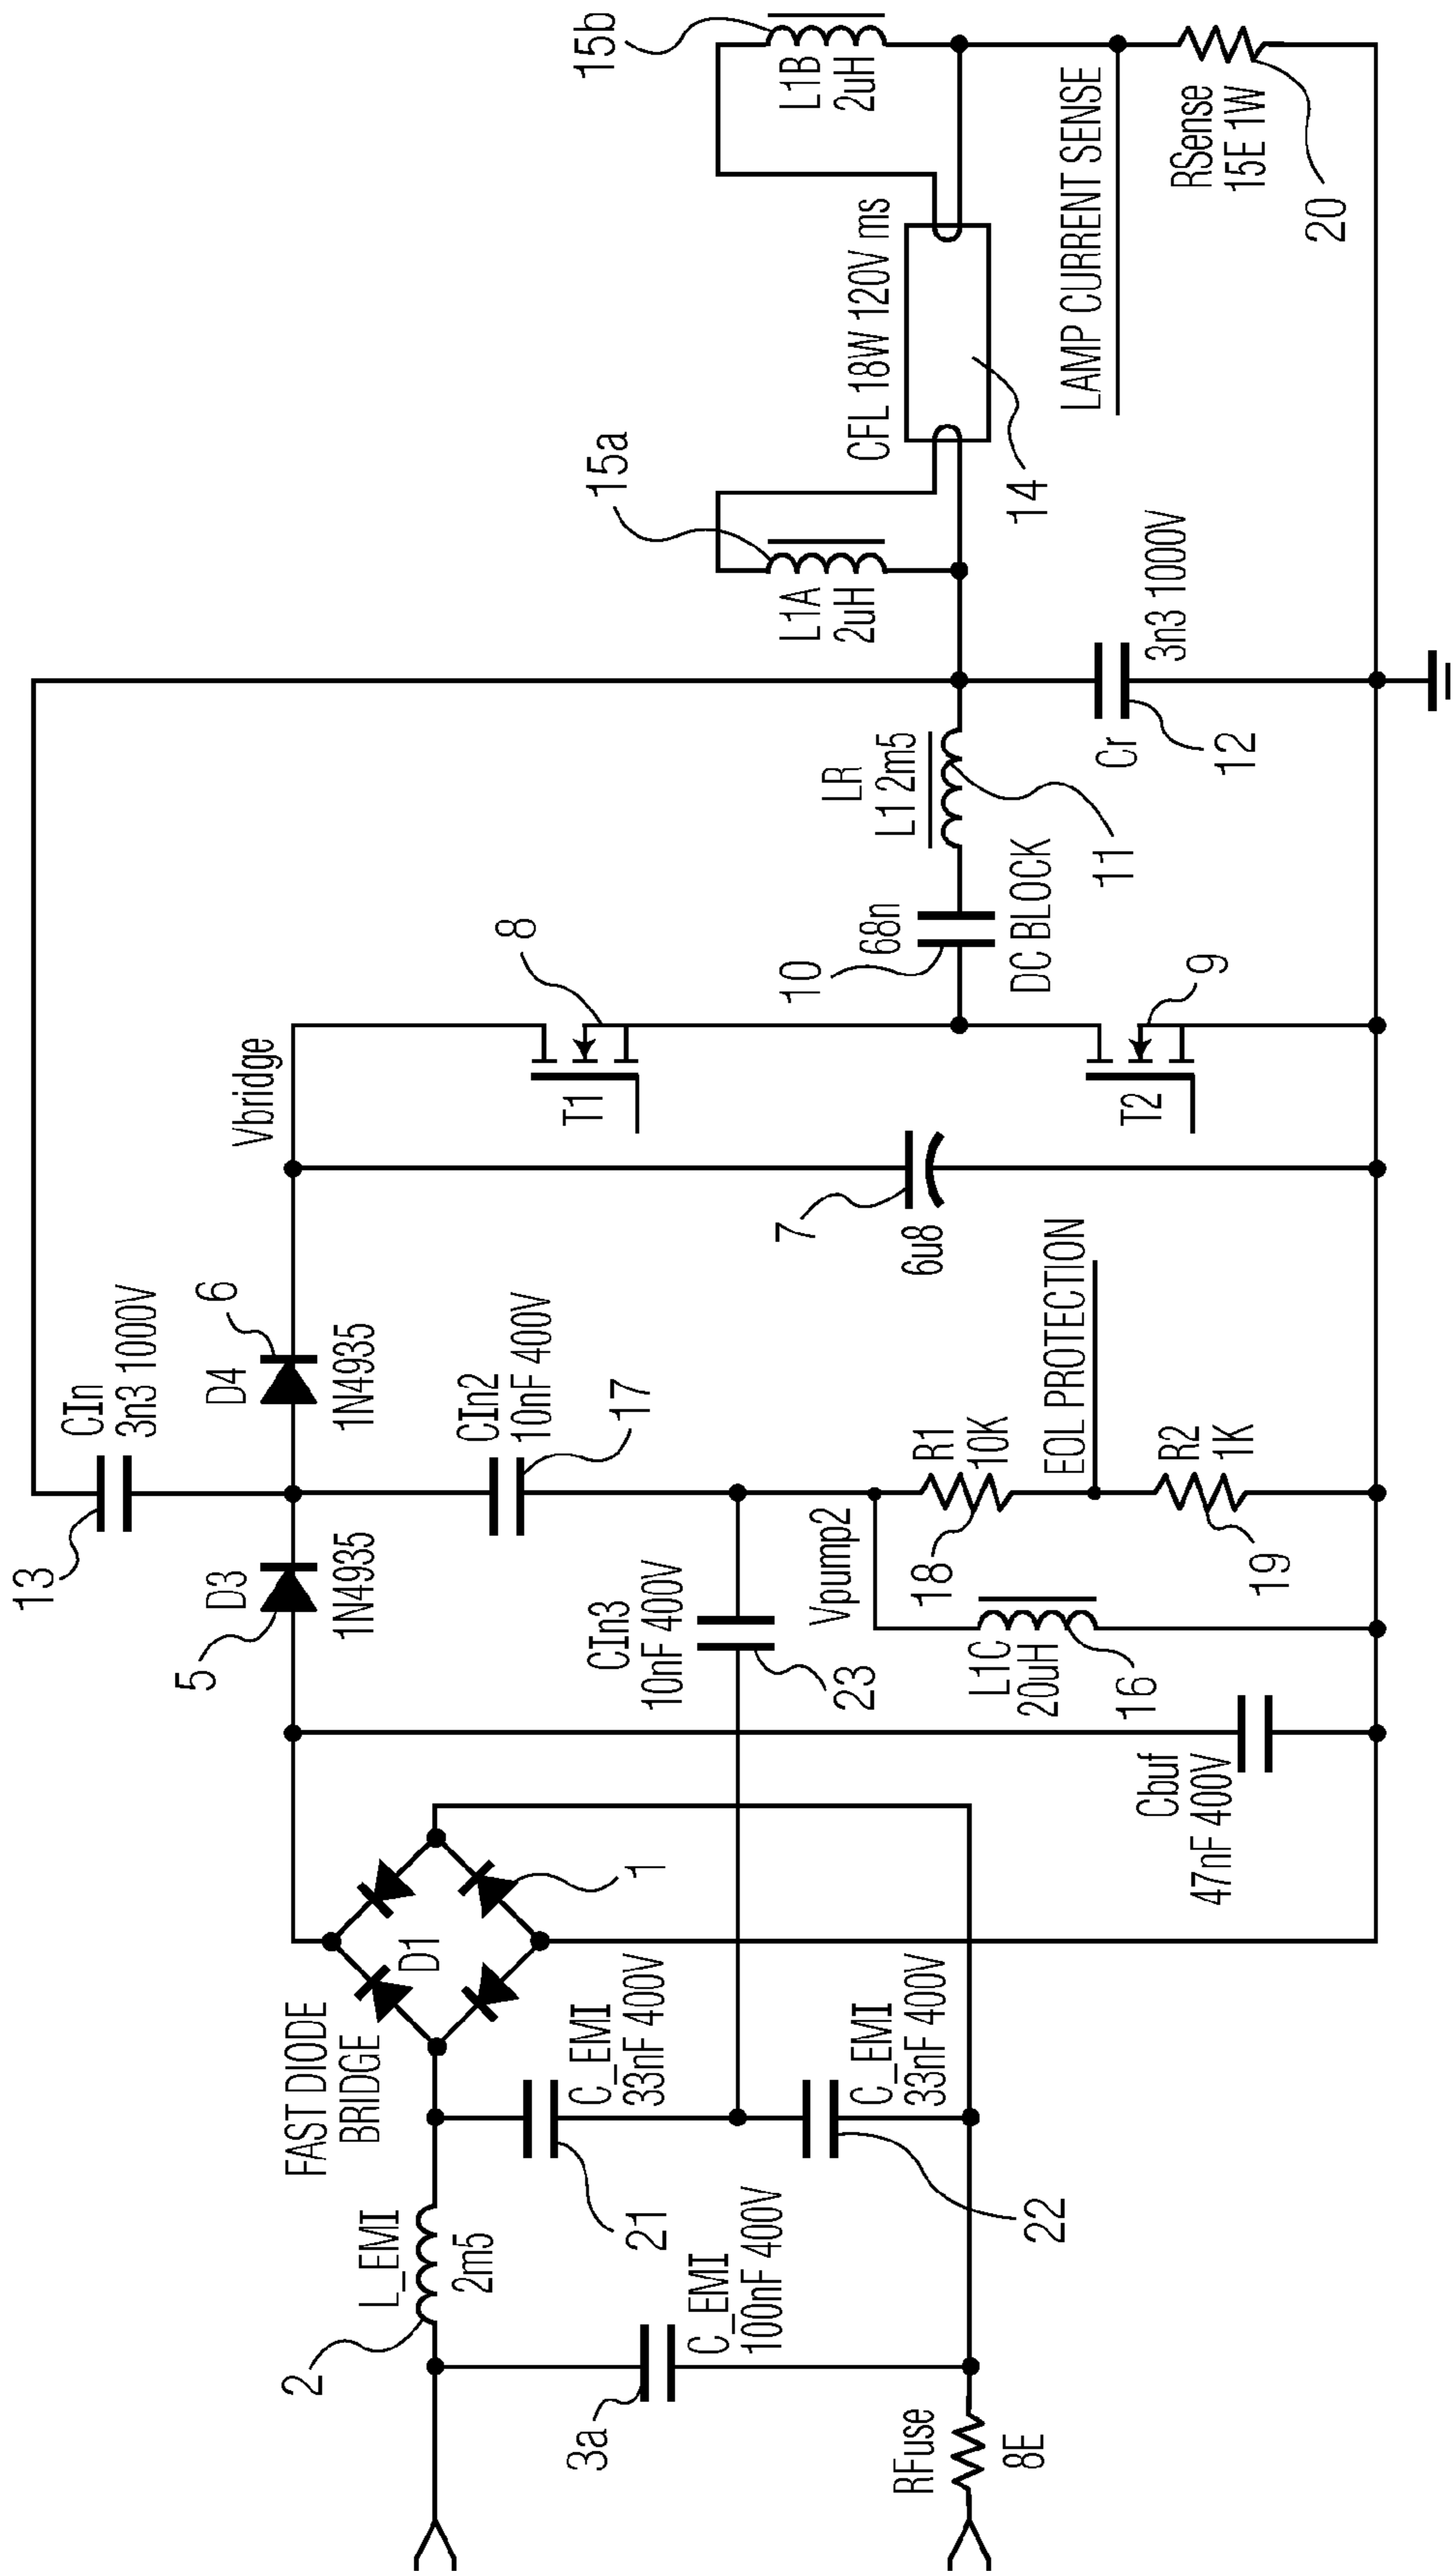 FAST DIODE
BRIDGE
D1
1
L_EMI
2m5
2
C_EMI
100nF 400V
3a
RFuse
8E
C_EMI
33nF 400V
21
C_EMI
33nF 400V
22
5
D3
1N4935
13
CIn
3n3 1000V
D4
6
1N4935
CIn2
10nF 400V
17
CIn3
10nF 400V
23
Vpump2
18
R1
10K
EOL PROTECTION
R2
1K
19
L1C
20uH
16
Cbuf
47nF 400V
Vbridge
7
6u8
T1
8
T2
9
10
68n
DC BLOCK
LR
L1 2m5
11
Cr
12
3n3 1000V
L1A
2uH
15a
CFL 18W 120V ms
14
15b
L1B
2uH
LAMP CURRENT SENSE
RSense
15E 1W
20